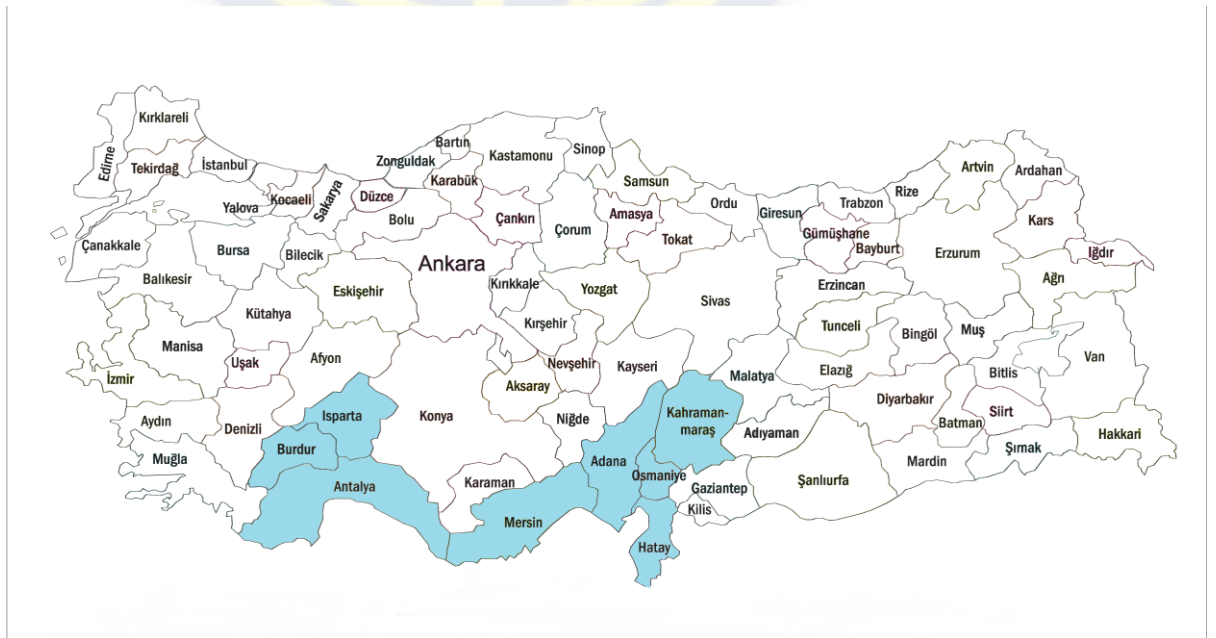 Kırklareli
Edirne
Tekirdağ
İstanbul
Kocaeli
Yalova
Sakarya
Düzce
Zonguldak
Bartın
Karabük
Kastamonu
Sinop
Samsun
Bolu
Çankırı
Çorum
Amasya
Tokat
Ordu
Giresun
Trabzon
Rize
Artvin
Ardahan
Gümüşhane
Bayburt
Erzurum
Kars
Iğdır
Ağrı
Çanakkale
Balıkesir
Bursa
Bilecik
Eskişehir
Ankara
Kırıkkale
Kırşehir
Yozgat
Sivas
Erzincan
Tunceli
Bingöl
Muş
Bitlis
Van
Kütahya
Manisa
Uşak
Afyon
İzmir
Aksaray
Nevşehir
Kayseri
Malatya
Elazığ
Diyarbakır
Batman
Siirt
Şırnak
Hakkari
Aydın
Denizli
Isparta
Burdur
Konya
Niğde
Kahraman-
maraş
Adıyaman
Şanlıurfa
Mardin
Muğla
Antalya
Karaman
Mersin
Adana
Osmaniye
Gaziantep
Kilis
Hatay